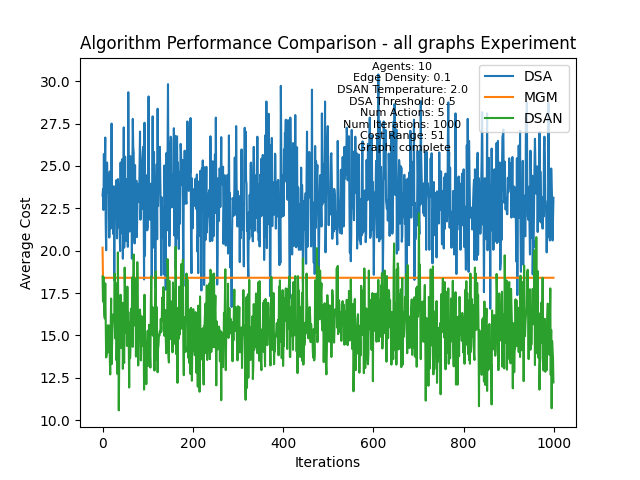 Algorithm Performance Comparison - all graphs Experiment
Agents: 10
Edge Density: 0.1
DSAN Temperature: 2.0
DSA Threshold: 0.5
Num Actions: 5
Num Iterations: 1000
Cost Range: 51
Graph: complete
DSA
MGM
DSAN
Average Cost
30.0
27.5
25.0
22.5
20.0
17.5
15.0
12.5
10.0
0
200
400
600
800
1000
Iterations